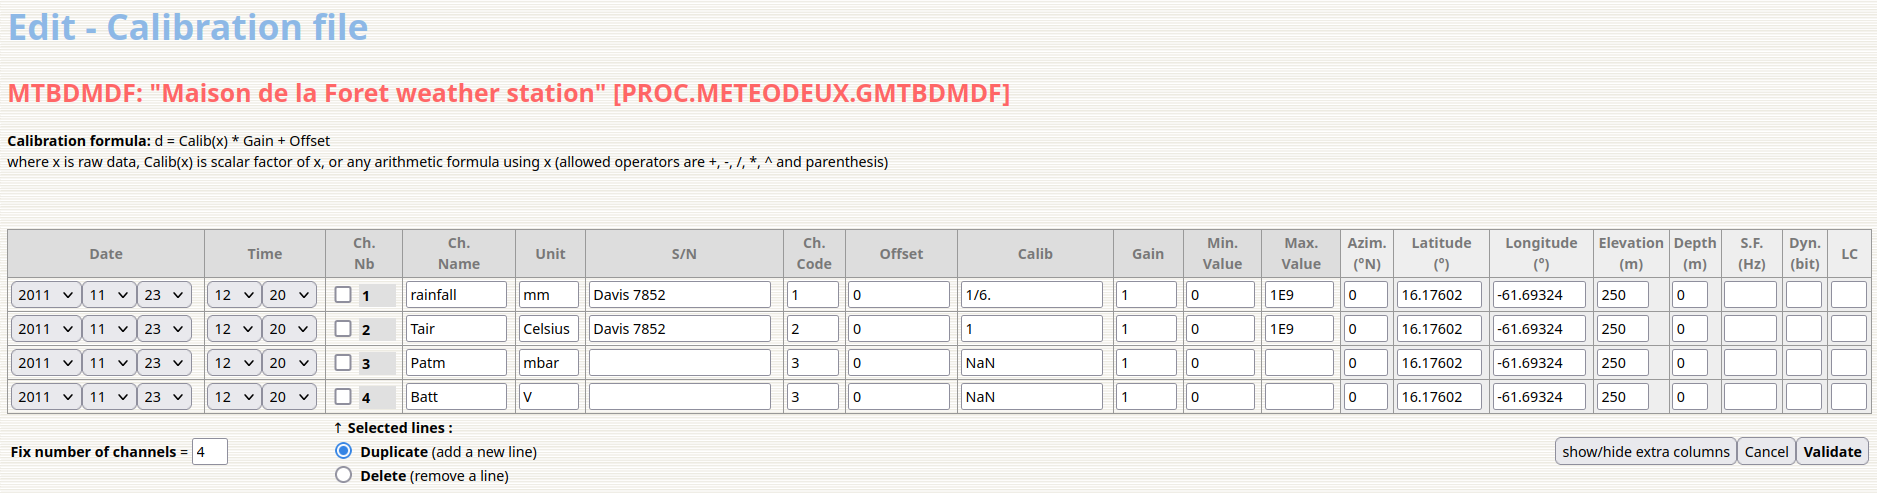 Edit - Calibration file
MTBDMDF: "Maison de la Foret weather station" [PROC.METEODEUX.GMTBDMDF]
Calibration formula: d = Calib(x) * Gain + Offset
where x is raw data, Calib(x) is scalar factor of x, or any arithmetic formula using x (allowed operators are +, -, /, *, ^ and parenthesis)
Date Time Ch. Nb Ch. Name Unit S/N Ch. Code Offset Calib Gain Min. Value Max. Value Azim. (°N) Latitude (°) Longitude (°) Elevation (m) Depth (m) S.F. (Hz) Dyn. (bit) LC
2011 11 23 12 20 1 rainfall mm Davis 7852 1 0 1/6. 1 0 1E9 0 16.17602 -61.69324 250 0
2011 11 23 12 20 2 Tair Celsius Davis 7852 2 0 1 1 0 1E9 0 16.17602 -61.69324 250 0
2011 11 23 12 20 3 Patm mbar 3 0 NaN 1 0 0 16.17602 -61.69324 250 0
2011 11 23 12 20 4 Batt V 3 0 NaN 1 0 0 16.17602 -61.69324 250 0
Fix number of channels = 4
↑ Selected lines :
Duplicate (add a new line)
Delete (remove a line)
show/hide extra columns Cancel Validate